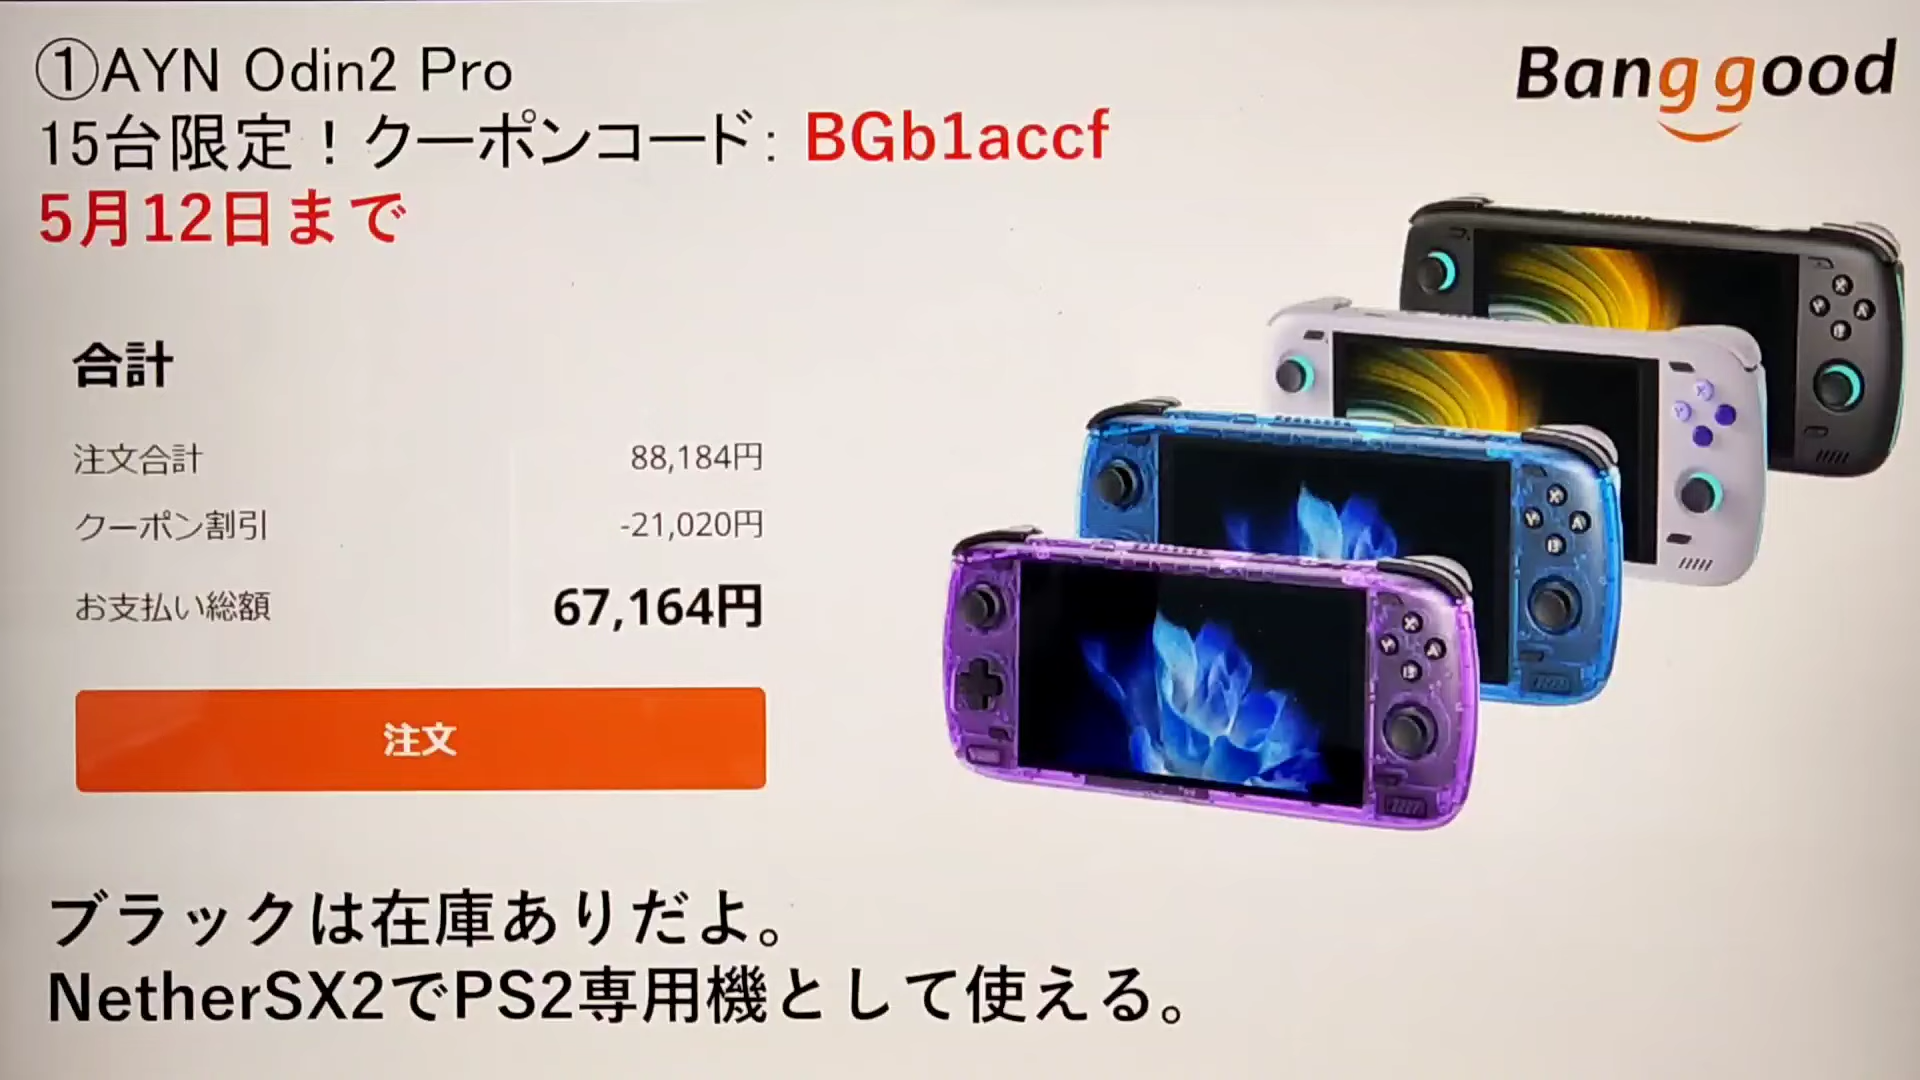 ①AYN Odin2 Pro
Banggood
15台限定！クーポンコード： BGb1accf
5月12日まで
合計
注文合計 88,184円
クーポン割引 -21,020円
お支払い総額 67,164円
注文
ブラックは在庫ありだよ。
NetherSX2でPS2専用機として使える。